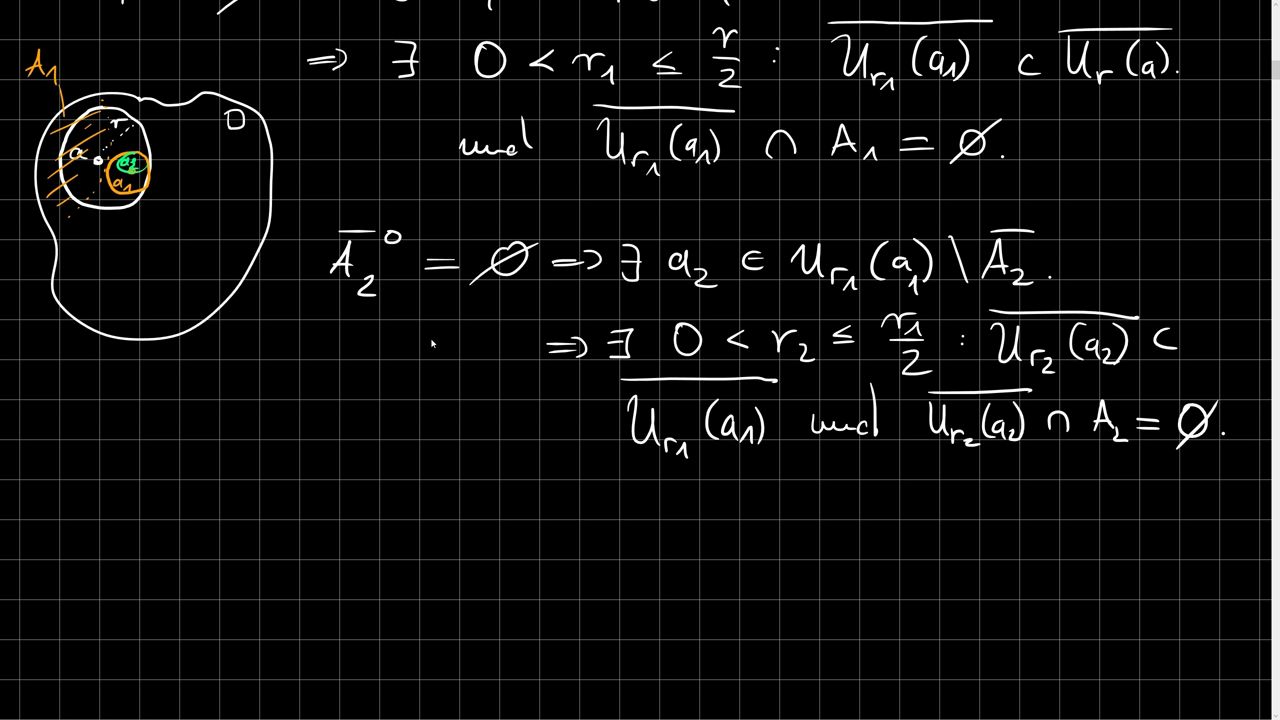 ⇒ ∃ 0 < r₁ ≤ r/2 : \overline{U_{r₁}(a₁)} ⊂ \overline{U_r(a)}.
und \overline{U_{r₁}(a₁)} ∩ A₁ = ∅.
A₁
r
D
a
a₂
a₁
\overline{A₂}° = ∅ ⇒ ∃ a₂ ∈ U_{r₁}(a₁) \ \overline{A₂}.
⇒ ∃ 0 < r₂ ≤ r₁/2 : \overline{U_{r₂}(a₂)} ⊂
\overline{U_{r₁}(a₁)} und \overline{U_{r₂}(a₂)} ∩ A₂ = ∅.